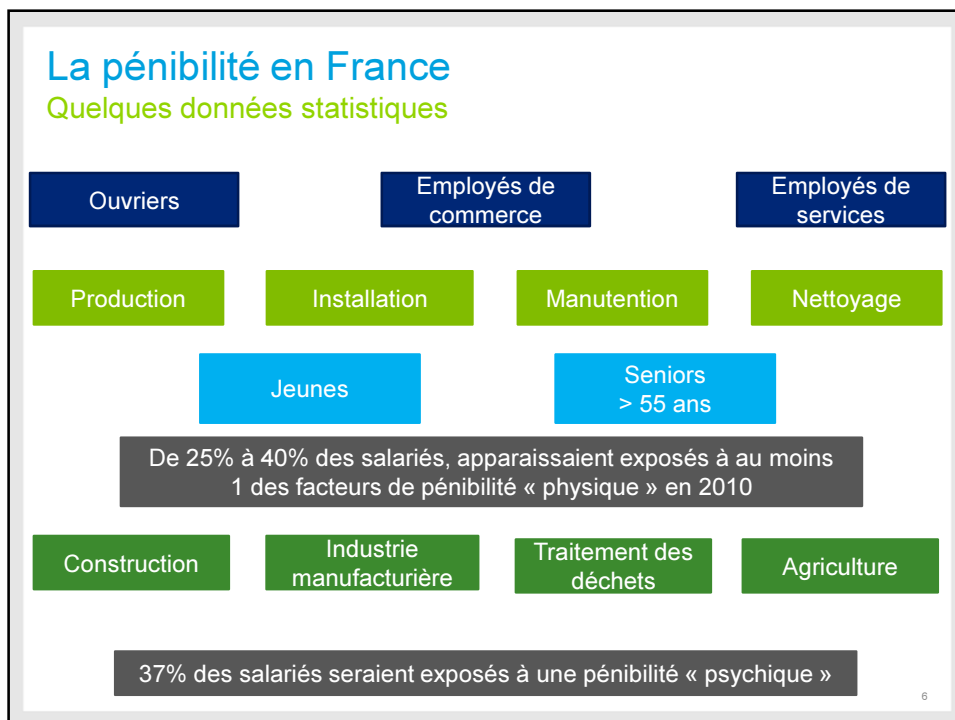 La pénibilité en France
Quelques données statistiques
Ouvriers
Employés de
commerce
Employés de
services
Production
Installation
Manutention
Nettoyage
Jeunes
Seniors
> 55 ans
De 25% à 40% des salariés, apparaissaient exposés à au moins
1 des facteurs de pénibilité « physique » en 2010
Construction
Industrie
manufacturière
Traitement des
déchets
Agriculture
37% des salariés seraient exposés à une pénibilité « psychique »
6